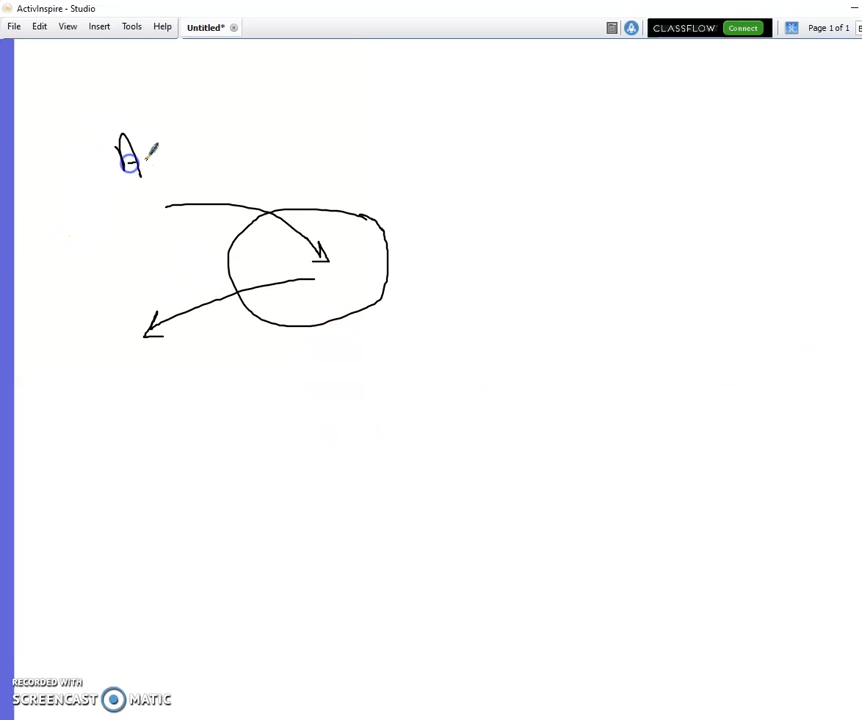 ActivInspire - Studio
File Edit View Insert Tools Help Untitled* CLASSFLOW Connect Page 1 of 1
A
RECORDED WITH
SCREENCAST MATIC